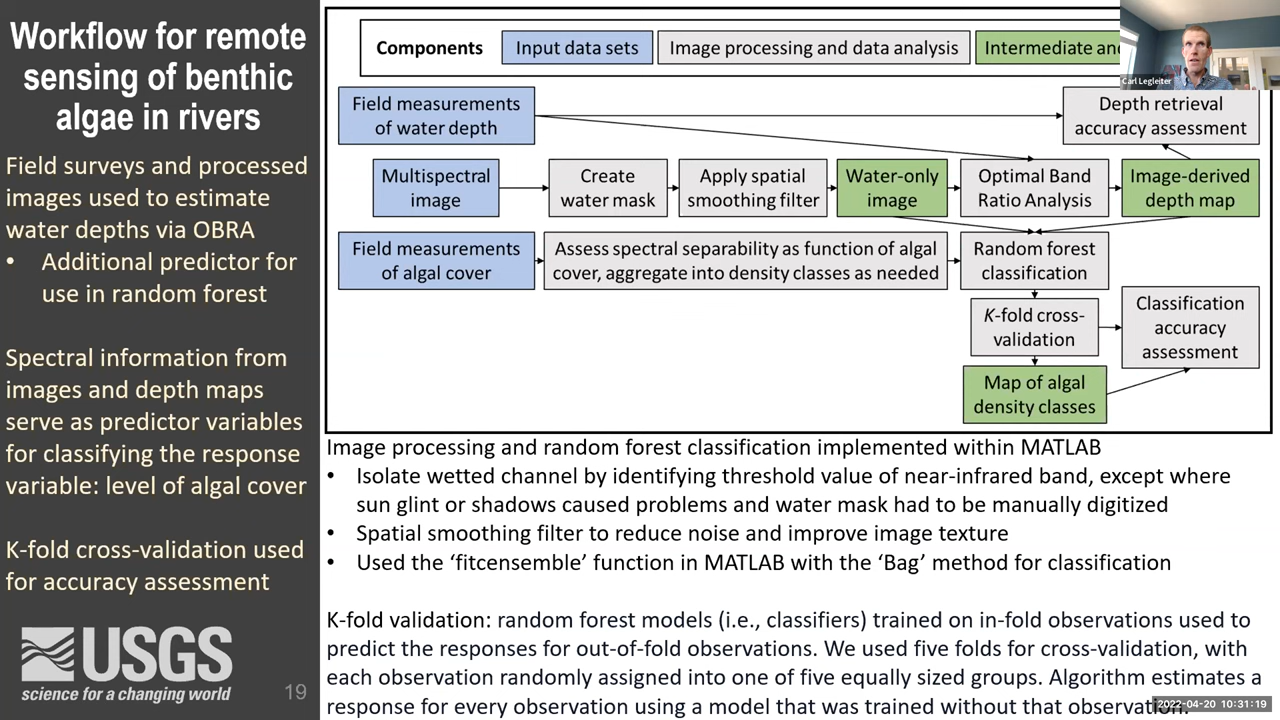 Workflow for remote
sensing of benthic
algae in rivers
Field surveys and processed
images used to estimate
water depths via OBRA
• Additional predictor for
use in random forest
Spectral information from
images and depth maps
serve as predictor variables
for classifying the response
variable: level of algal cover
K-fold cross-validation used
for accuracy assessment
USGS
science for a changing world
19
Components
Input data sets
Image processing and data analysis
Intermediate
Carl Legleiter
Field measurements
of water depth
Depth retrieval
accuracy assessment
Multispectral
image
Create
water mask
Apply spatial
smoothing filter
Water-only
image
Optimal Band
Ratio Analysis
Image-derived
depth map
Field measurements
of algal cover
Assess spectral separability as function of algal
cover, aggregate into density classes as needed
Random forest
classification
K-fold cross-
validation
Classification
accuracy
assessment
Map of algal
density classes
Image processing and random forest classification implemented within MATLAB
• Isolate wetted channel by identifying threshold value of near-infrared band, except where
sun glint or shadows caused problems and water mask had to be manually digitized
• Spatial smoothing filter to reduce noise and improve image texture
• Used the ‘fitcensemble’ function in MATLAB with the ‘Bag’ method for classification
K-fold validation: random forest models (i.e., classifiers) trained on in-fold observations used to
predict the responses for out-of-fold observations. We used five folds for cross-validation, with
each observation randomly assigned into one of five equally sized groups. Algorithm estimates a
response for every observation using a model that was trained without that observation.
2022-04-20 10:31:19